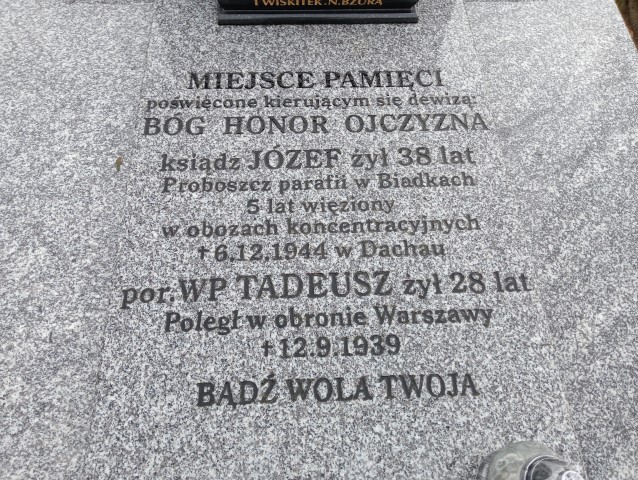 I WISKITEK.N.BZURĄ
MIEJSCE PAMIĘCI
poświęcone kierującym się dewizą:
BÓG HONOR OJCZYZNA
ksiądz JÓZEF żył 38 lat
Proboszcz parafii w Biadkach
5 lat więziony
w obozach koncentracyjnych
†6.12.1944 w Dachau
por.WP TADEUSZ żył 28 lat
Poległ w obronie Warszawy
†12.9.1939
BĄDŹ WOLA TWOJA